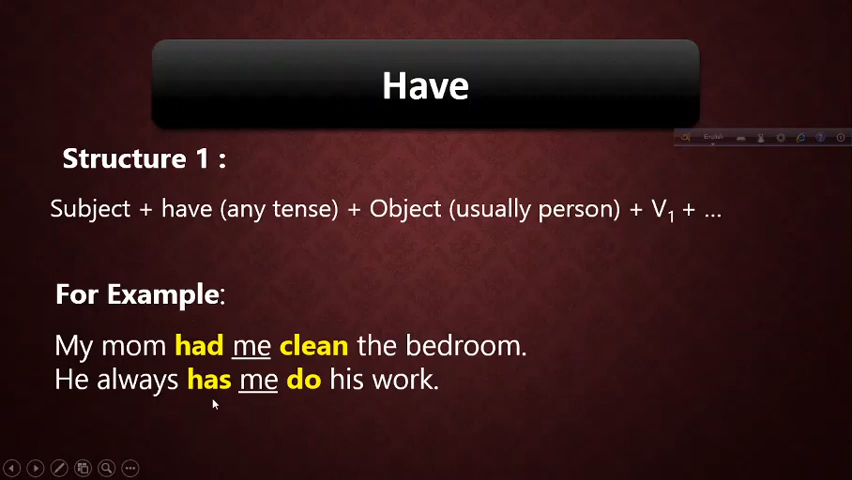 Have
English
Structure 1 :
Subject + have (any tense) + Object (usually person) + V₁ + ...
For Example:
My mom had me clean the bedroom.
He always has me do his work.